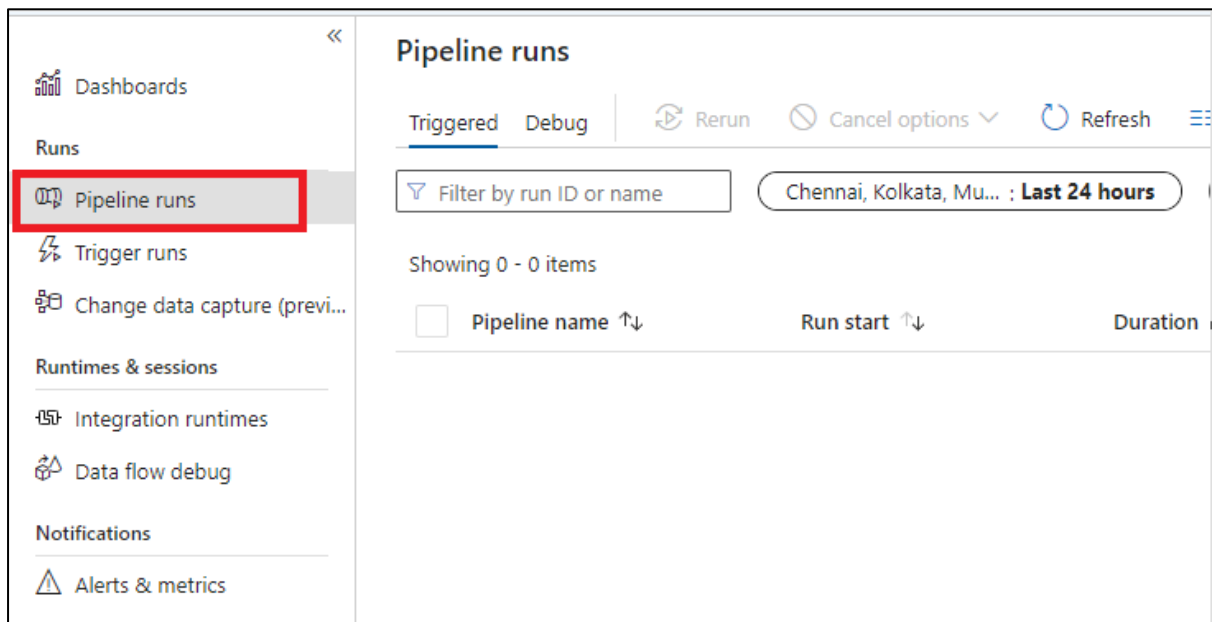 Dashboards
Runs
Pipeline runs
Trigger runs
Change data capture (previ...
Runtimes & sessions
Integration runtimes
Data flow debug
Notifications
Alerts & metrics
Pipeline runs
Triggered Debug Rerun Cancel options Refresh
Filter by run ID or name Chennai, Kolkata, Mu... : Last 24 hours
Showing 0 - 0 items
Pipeline name Run start Duration